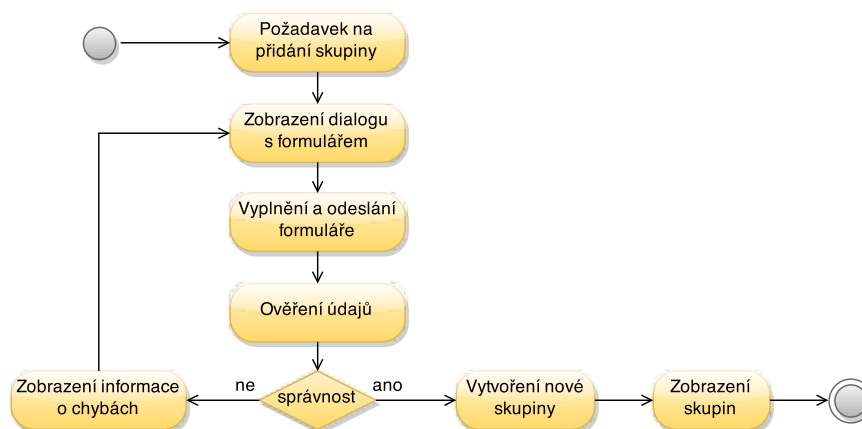 Požadavek na
přidání skupiny
Zobrazení dialogu
s formulářem
Vyplnění a odeslání
formuláře
Ověření údajů
ne
správnost
ano
Zobrazení informace
o chybách
Vytvoření nové
skupiny
Zobrazení
skupin